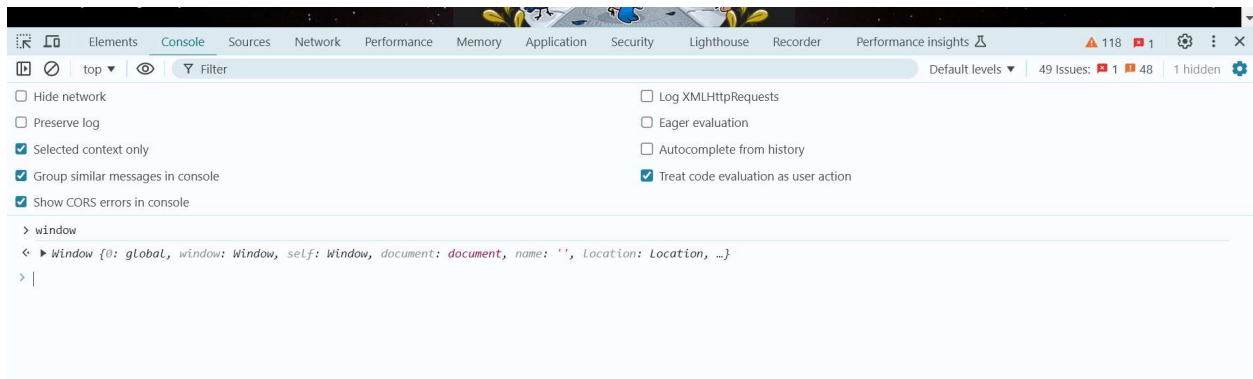 Elements Console Sources Network Performance Memory Application Security Lighthouse Recorder Performance insights 118 1
top Filter Default levels 49 Issues: 1 48 1 hidden
Hide network Log XMLHttpRequests
Preserve log Eager evaluation
Selected context only Autocomplete from history
Group similar messages in console Treat code evaluation as user action
Show CORS errors in console
> window
Window {0: global, window: Window, self: Window, document: document, name: '', location: Location, …}
>